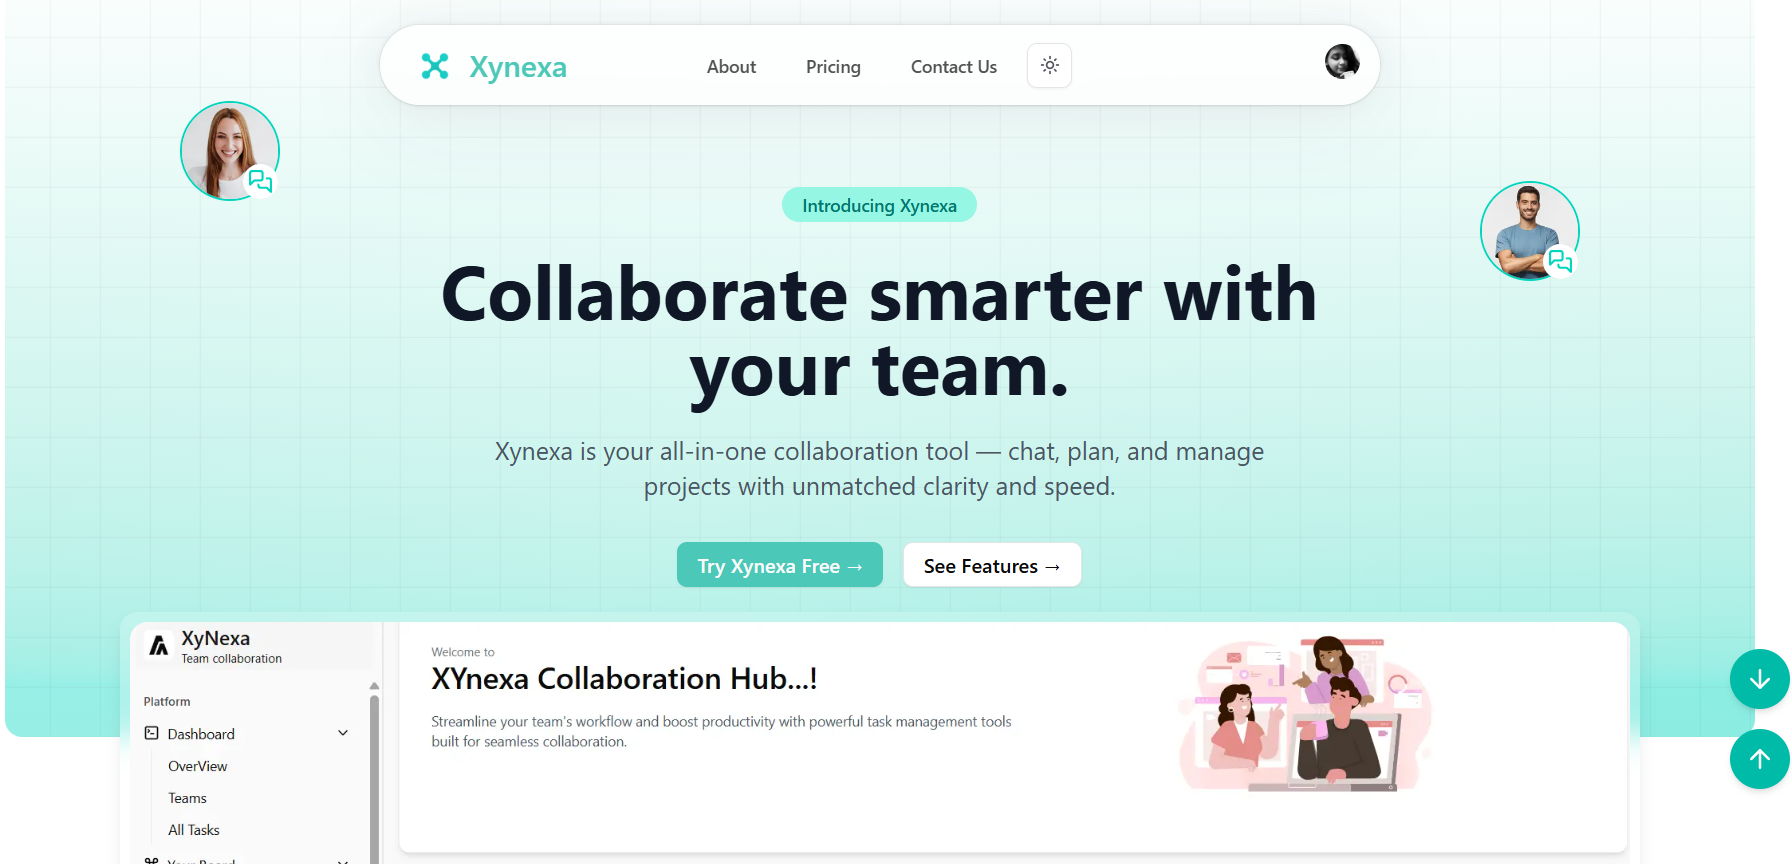 Xynexa
About
Pricing
Contact Us
Introducing Xynexa
Collaborate smarter with
your team.
Xynexa is your all-in-one collaboration tool — chat, plan, and manage
projects with unmatched clarity and speed.
Try Xynexa Free →
See Features →
XyNexa
Team collaboration
Platform
Dashboard
OverView
Teams
All Tasks
Your Board
Welcome to
XYnexa Collaboration Hub...!
Streamline your team's workflow and boost productivity with powerful task management tools
built for seamless collaboration.